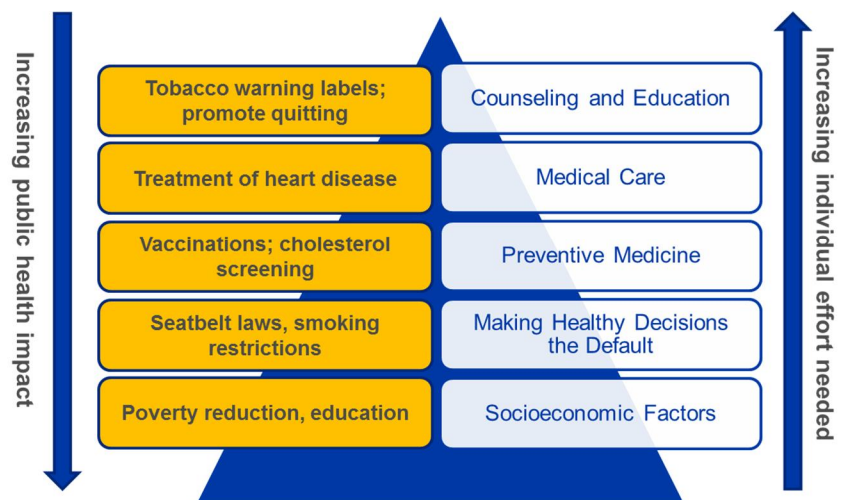 Increasing public health impact
Tobacco warning labels;
promote quitting
Counseling and Education
Treatment of heart disease
Medical Care
Vaccinations; cholesterol
screening
Preventive Medicine
Seatbelt laws, smoking
restrictions
Making Healthy Decisions
the Default
Poverty reduction, education
Socioeconomic Factors
Increasing individual effort needed